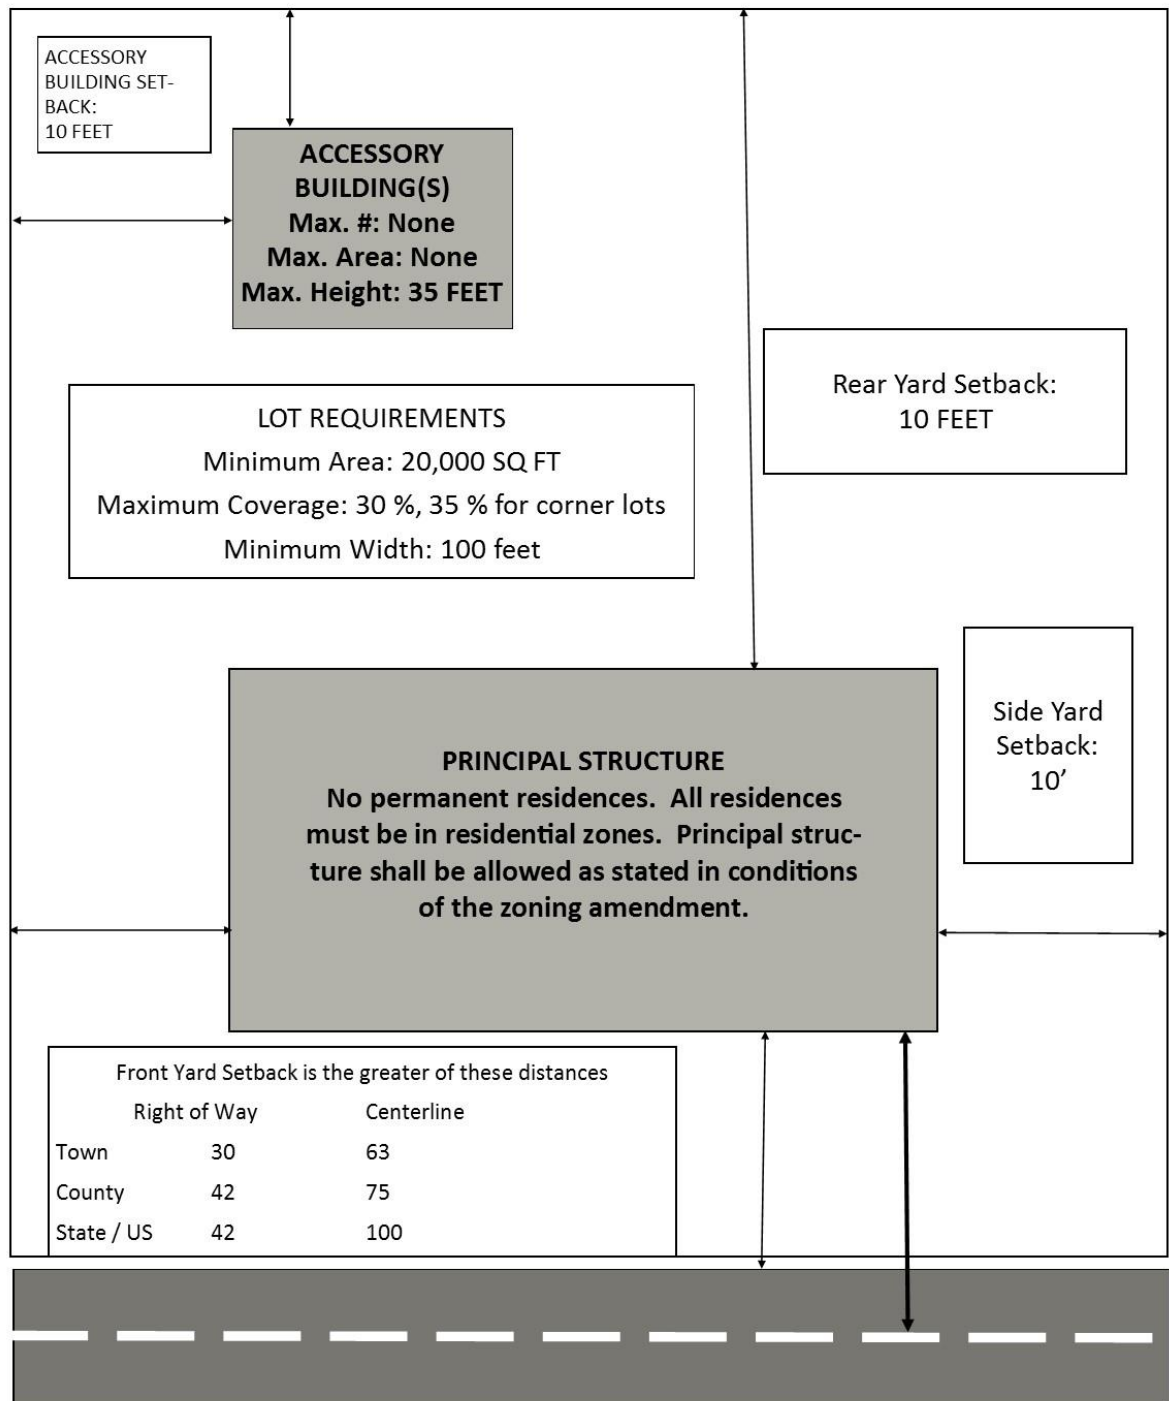 ACCESSORY
BUILDING SET-
BACK:
10 FEET
ACCESSORY
BUILDING(S)
Max. #: None
Max. Area: None
Max. Height: 35 FEET
Rear Yard Setback:
10 FEET
LOT REQUIREMENTS
Minimum Area: 20,000 SQ FT
Maximum Coverage: 30 %, 35 % for corner lots
Minimum Width: 100 feet
Side Yard
Setback:
10’
PRINCIPAL STRUCTURE
No permanent residences.  All residences
must be in residential zones.  Principal struc-
ture shall be allowed as stated in conditions
of the zoning amendment.
Front Yard Setback is the greater of these distances
Right of Way Centerline
Town 30 63
County 42 75
State / US 42 100